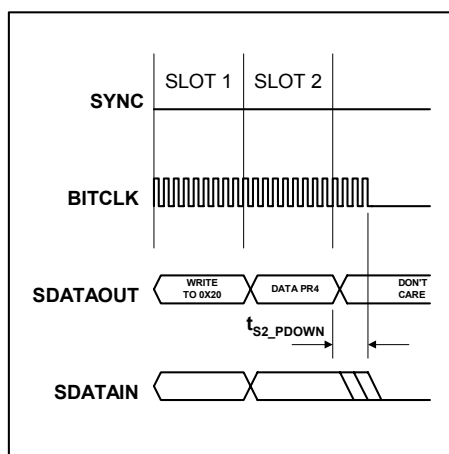 SLOT 1 SLOT 2
SYNC
BITCLK
SDATAOUT
WRITE
TO 0X20
DATA PR4
DON'T
CARE
tS2_PDOWN
SDATAIN